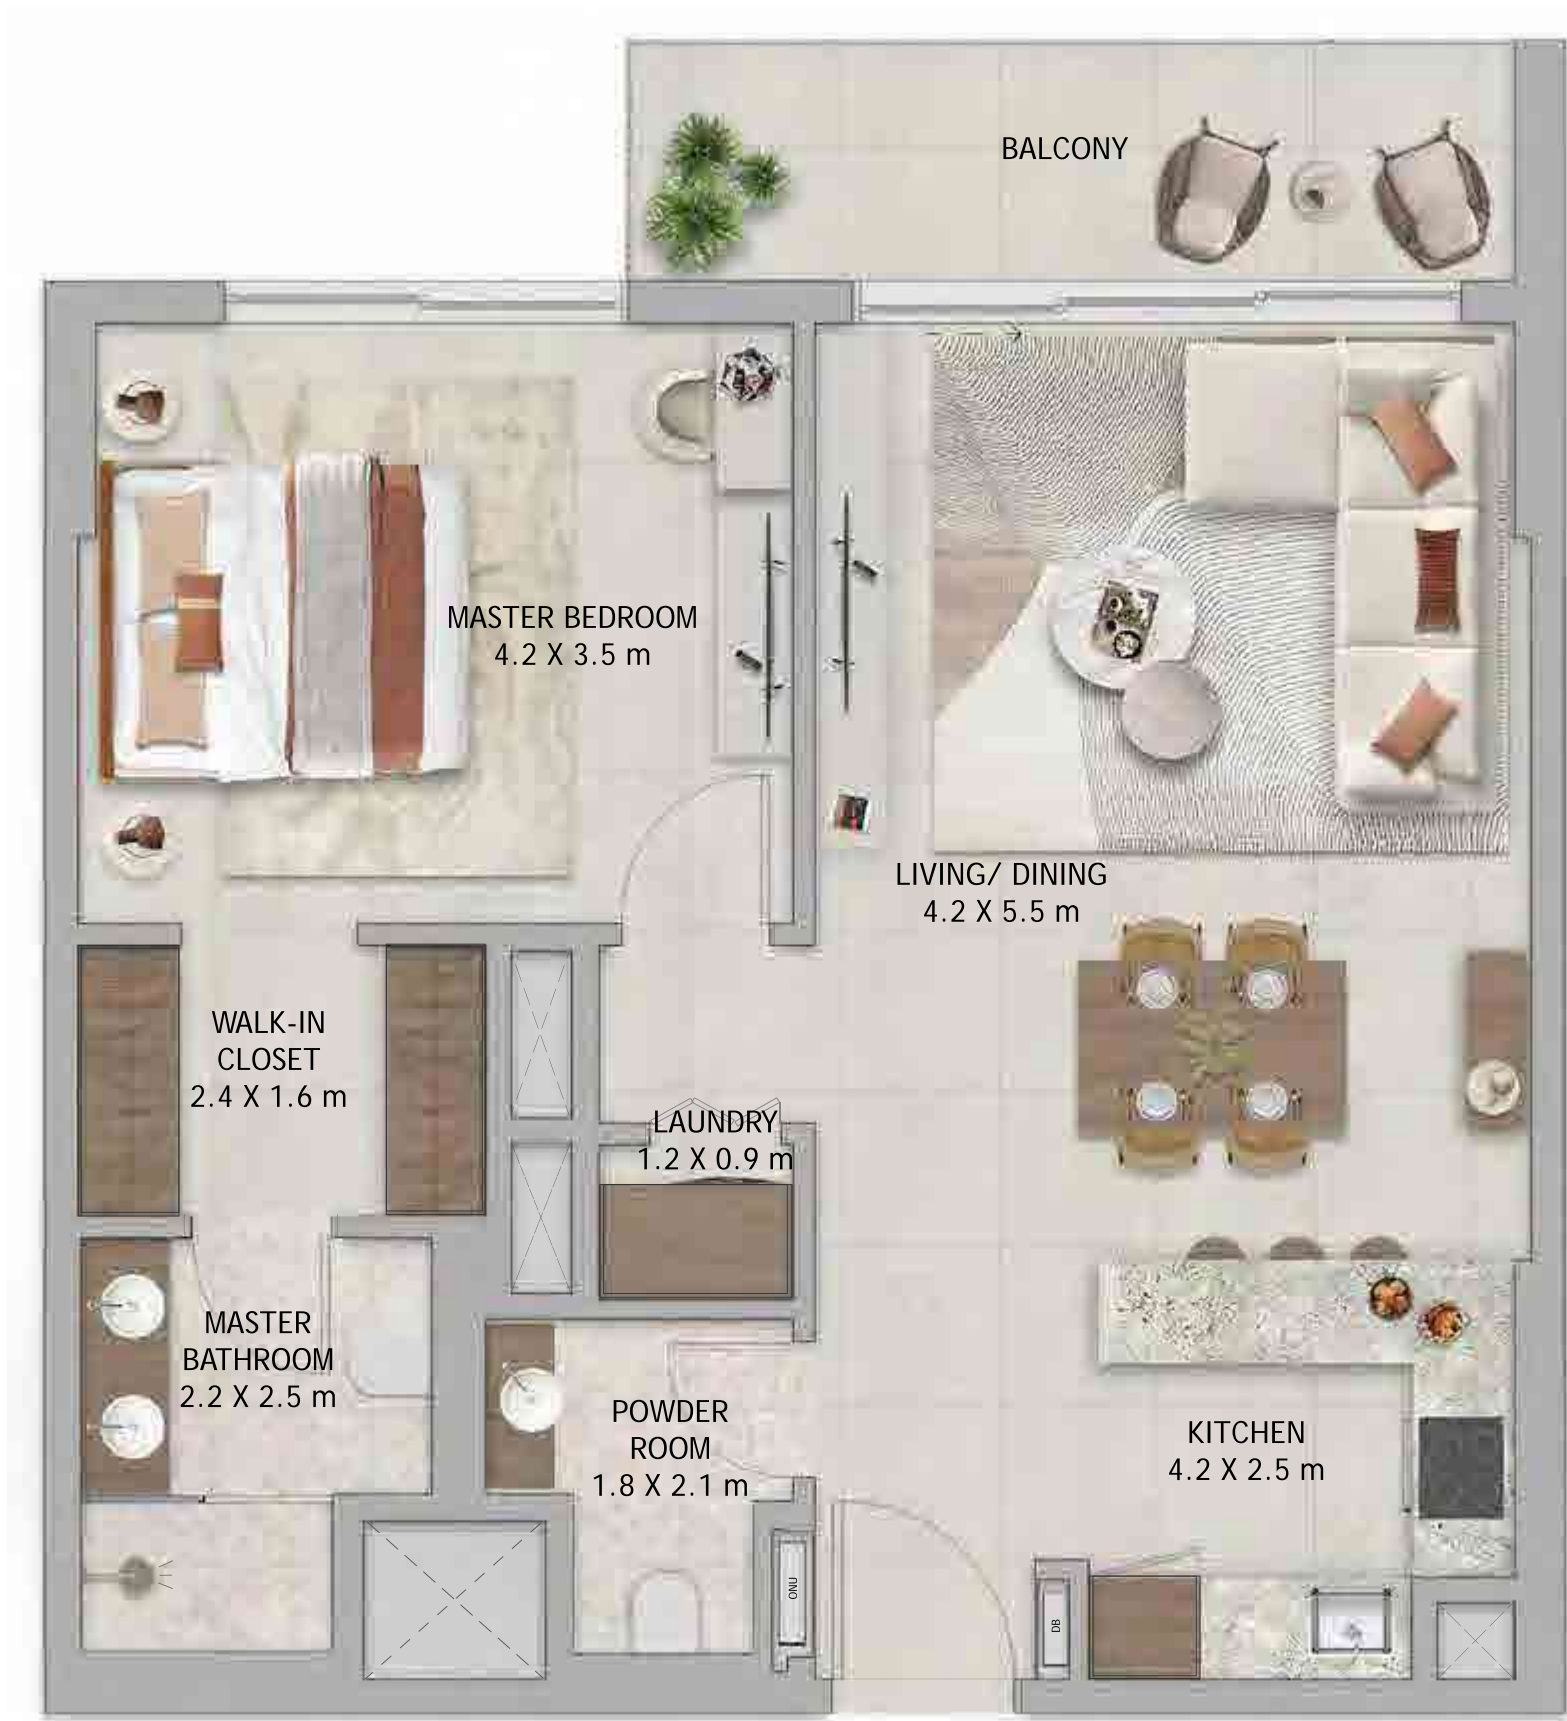 BALCONY
MASTER BEDROOM
4.2 X 3.5 m
LIVING/ DINING
4.2 X 5.5 m
WALK-IN
CLOSET
2.4 X 1.6 m
LAUNDRY
1.2 X 0.9 m
MASTER
BATHROOM
2.2 X 2.5 m
POWDER
ROOM
1.8 X 2.1 m
KITCHEN
4.2 X 2.5 m
ONU
DB